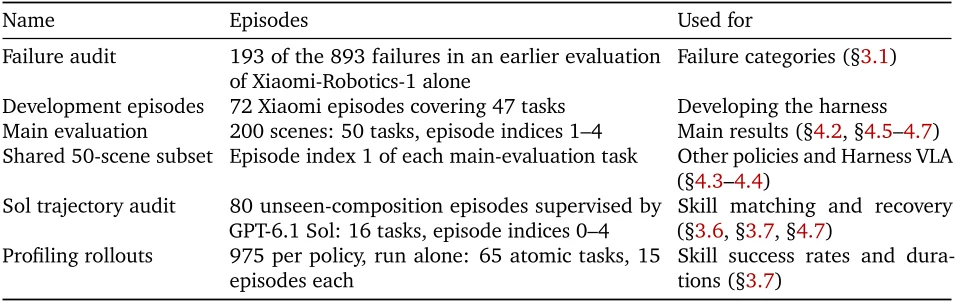 Name Episodes Used for
Failure audit 193 of the 893 failures in an earlier evaluation Failure categories (§3.1)
of Xiaomi-Robotics-1 alone
Development episodes 72 Xiaomi episodes covering 47 tasks Developing the harness
Main evaluation 200 scenes: 50 tasks, episode indices 1–4 Main results (§4.2, §4.5–4.7)
Shared 50-scene subset Episode index 1 of each main-evaluation task Other policies and Harness VLA
(§4.3–4.4)
Sol trajectory audit 80 unseen-composition episodes supervised by Skill matching and recovery
GPT-6.1 Sol: 16 tasks, episode indices 0–4 (§3.6, §3.7, §4.7)
Profiling rollouts 975 per policy, run alone: 65 atomic tasks, 15 Skill success rates and dura-
episodes each tions (§3.7)